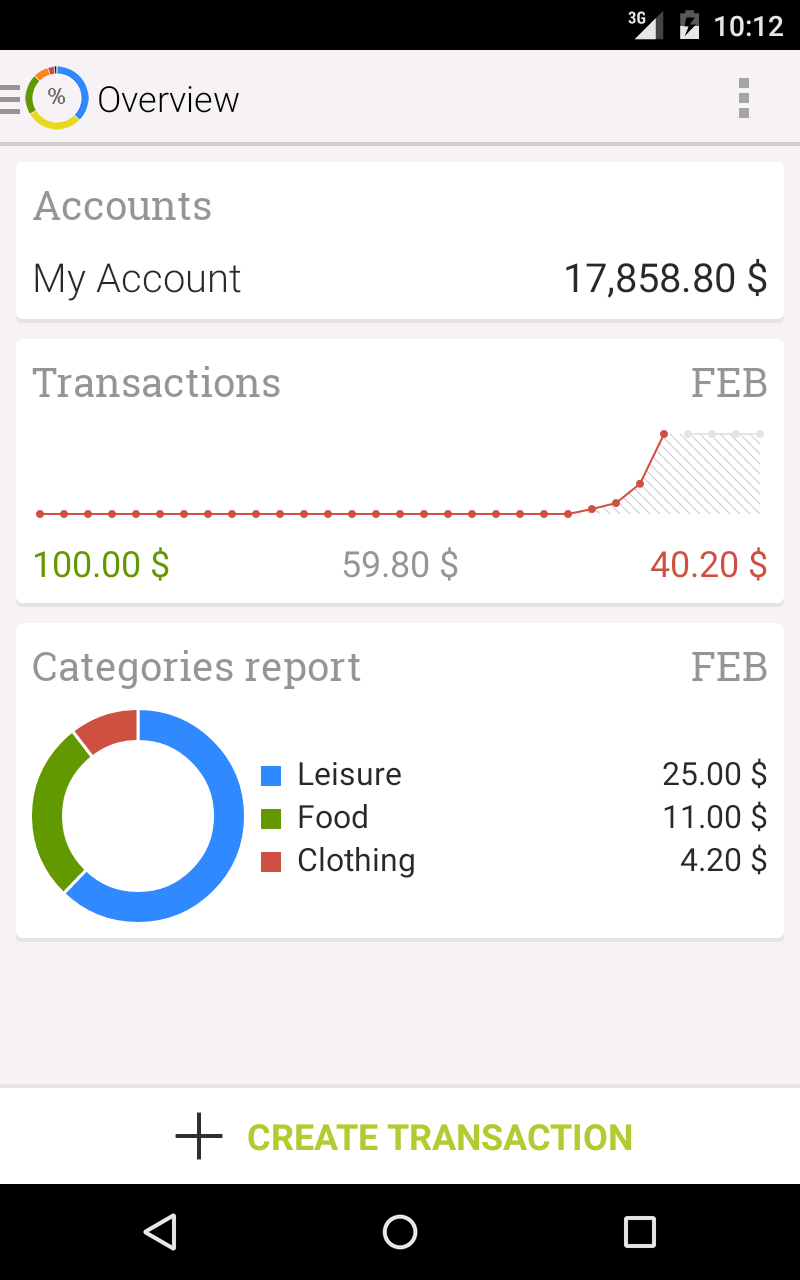 3G 10:12
% Overview
Accounts
My Account 17,858.80 $
Transactions FEB
100.00 $ 59.80 $ 40.20 $
Categories report FEB
Leisure 25.00 $
Food 11.00 $
Clothing 4.20 $
CREATE TRANSACTION